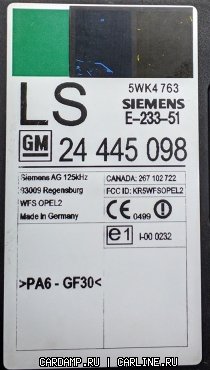 5WK4 763
LS SIEMENS
E-233-51
GM 24 445 098
Siemens AG 125kHz
93009 Regensburg
WFS OPEL2
Made in Germany
CANADA: 267 102 722
FCC ID: KR5WFSOPEL2
CE 0499 !
e1 I-00 0232
>PA6 - GF30<
CARDAMP.RU | CARLINE.RU